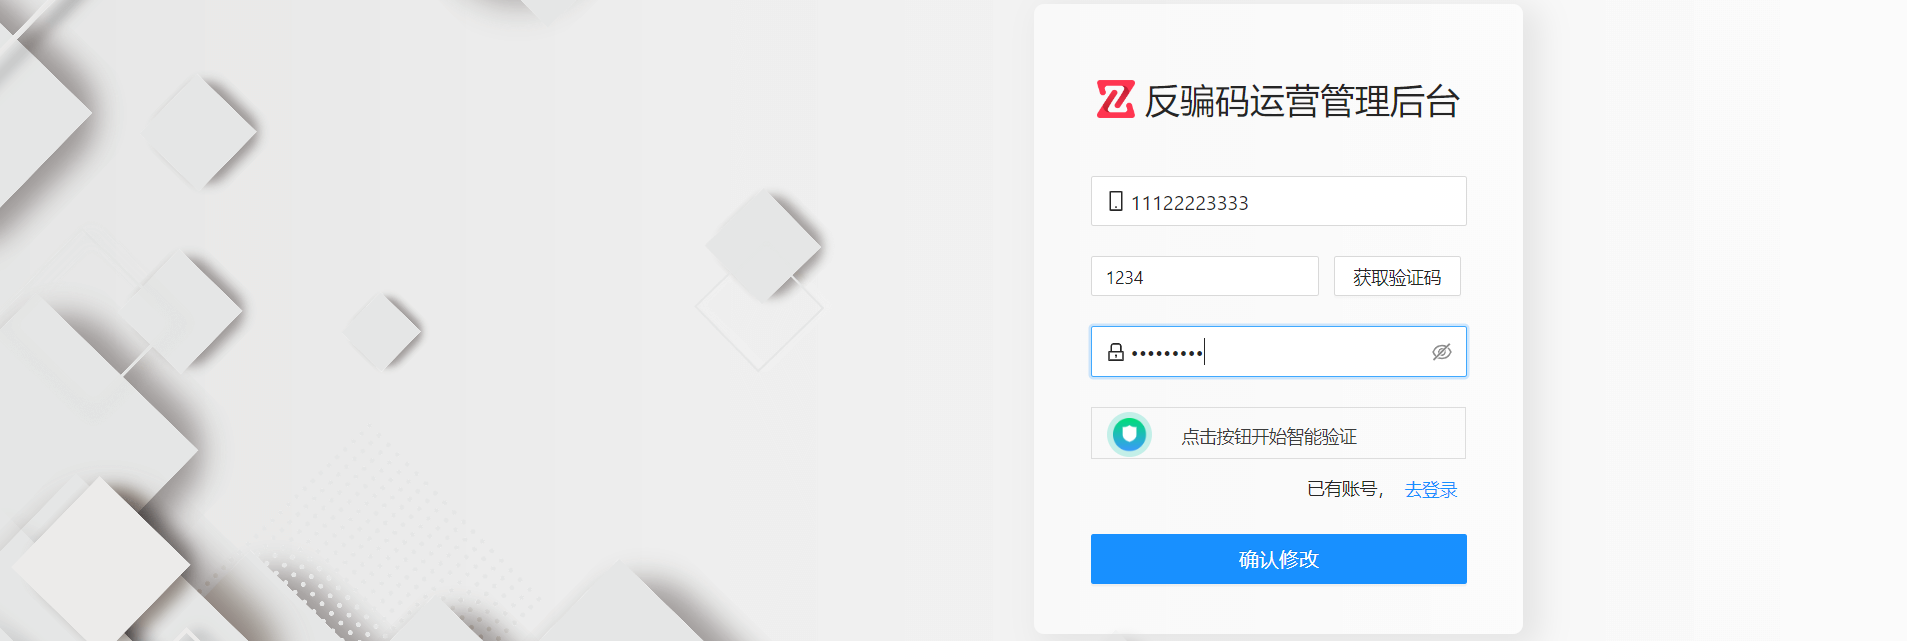 反骗码运营管理后台
11122223333
1234 获取验证码
•••••••••
点击按钮开始智能验证
已有账号， 去登录
确认修改